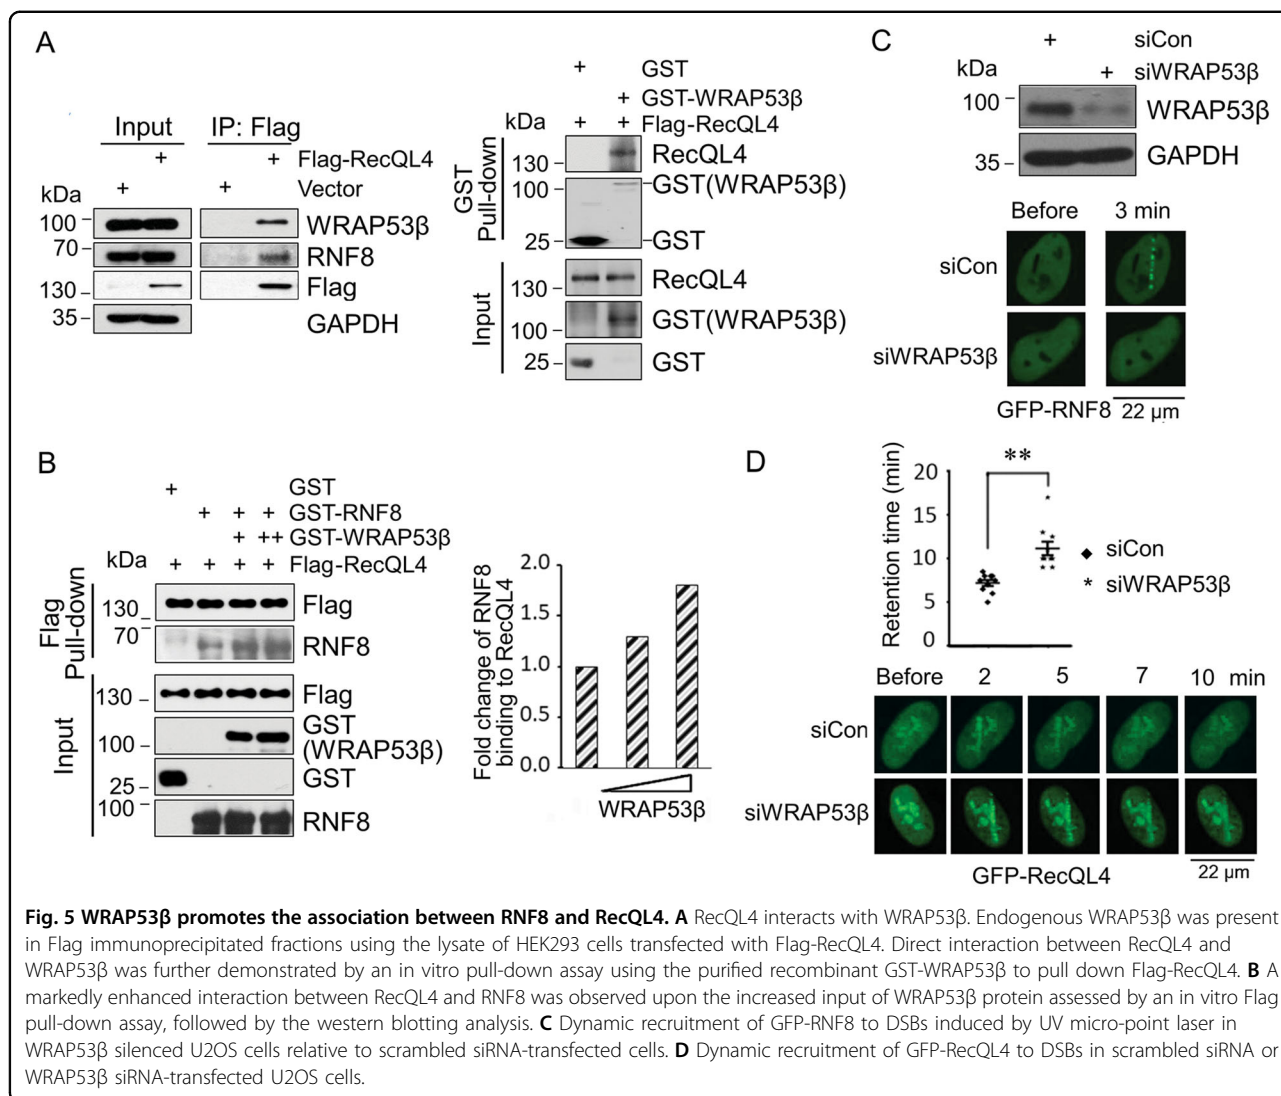 A
Input
IP: Flag
+ + Flag-RecQL4
+ + Vector
kDa
100 WRAP53β
70 RNF8
130 Flag
35 GAPDH
+ GST
+ GST-WRAP53β
kDa + + Flag-RecQL4
GST
Pull-down
130 RecQL4
100 GST(WRAP53β)
25 GST
Input
130 RecQL4
100 GST(WRAP53β)
25 GST
B
+ GST
+ + + GST-RNF8
+ ++ GST-WRAP53β
kDa + + + + Flag-RecQL4
Flag
Pull-down
130 Flag
70 RNF8
Input
130 Flag
100 GST
(WRAP53β)
25 GST
100 RNF8
Fold change of RNF8
binding to RecQL4
2.0
1.5
1.0
0.5
0.0
WRAP53β
C
+ siCon
kDa + siWRAP53β
100 WRAP53β
35 GAPDH
Before 3 min
siCon
siWRAP53β
GFP-RNF8 22 µm
D
Retention time (min)
20
15
10
5
0
**
◆ siCon
* siWRAP53β
Before 2 5 7 10 min
siCon
siWRAP53β
GFP-RecQL4 22 µm
Fig. 5 WRAP53β promotes the association between RNF8 and RecQL4. A RecQL4 interacts with WRAP53β. Endogenous WRAP53β was present
in Flag immunoprecipitated fractions using the lysate of HEK293 cells transfected with Flag-RecQL4. Direct interaction between RecQL4 and
WRAP53β was further demonstrated by an in vitro pull-down assay using the purified recombinant GST-WRAP53β to pull down Flag-RecQL4. B A
markedly enhanced interaction between RecQL4 and RNF8 was observed upon the increased input of WRAP53β protein assessed by an in vitro Flag
pull-down assay, followed by the western blotting analysis. C Dynamic recruitment of GFP-RNF8 to DSBs induced by UV micro-point laser in
WRAP53β silenced U2OS cells relative to scrambled siRNA-transfected cells. D Dynamic recruitment of GFP-RecQL4 to DSBs in scrambled siRNA or
WRAP53β siRNA-transfected U2OS cells.